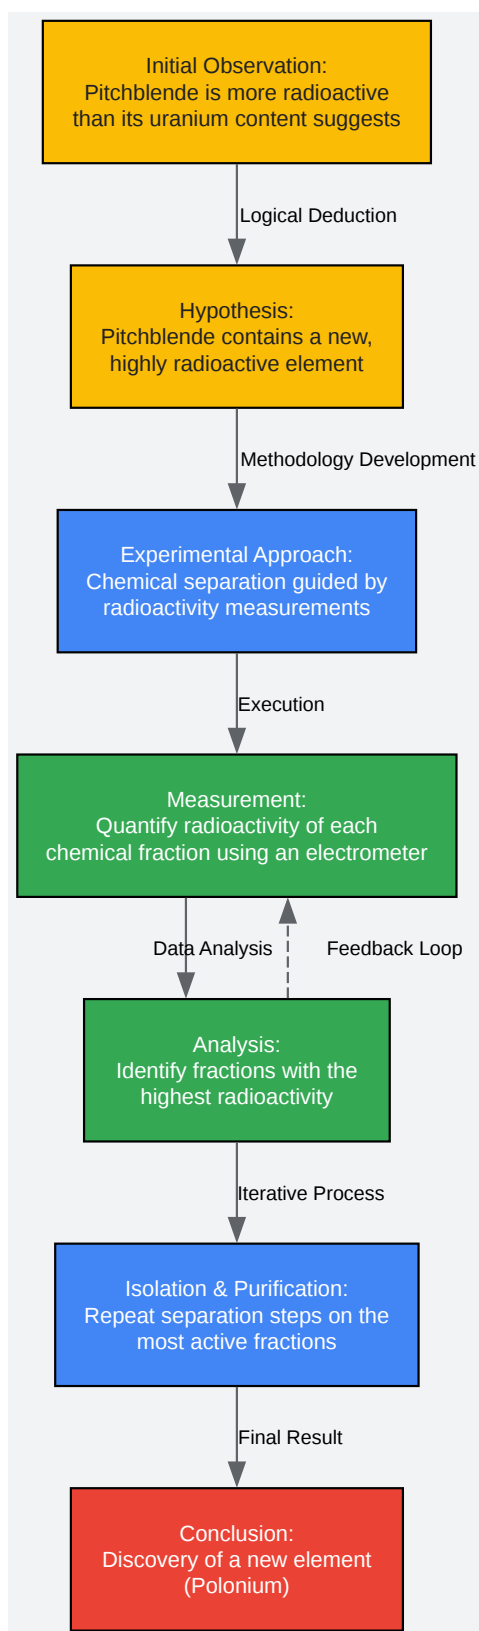 Initial Observation:
Pitchblende is more radioactive
than its uranium content suggests
Logical Deduction
Hypothesis:
Pitchblende contains a new,
highly radioactive element
Methodology Development
Experimental Approach:
Chemical separation guided by
radioactivity measurements
Execution
Measurement:
Quantify radioactivity of each
chemical fraction using an electrometer
Data Analysis
Feedback Loop
Analysis:
Identify fractions with the
highest radioactivity
Iterative Process
Isolation & Purification:
Repeat separation steps on the
most active fractions
Final Result
Conclusion:
Discovery of a new element
(Polonium)